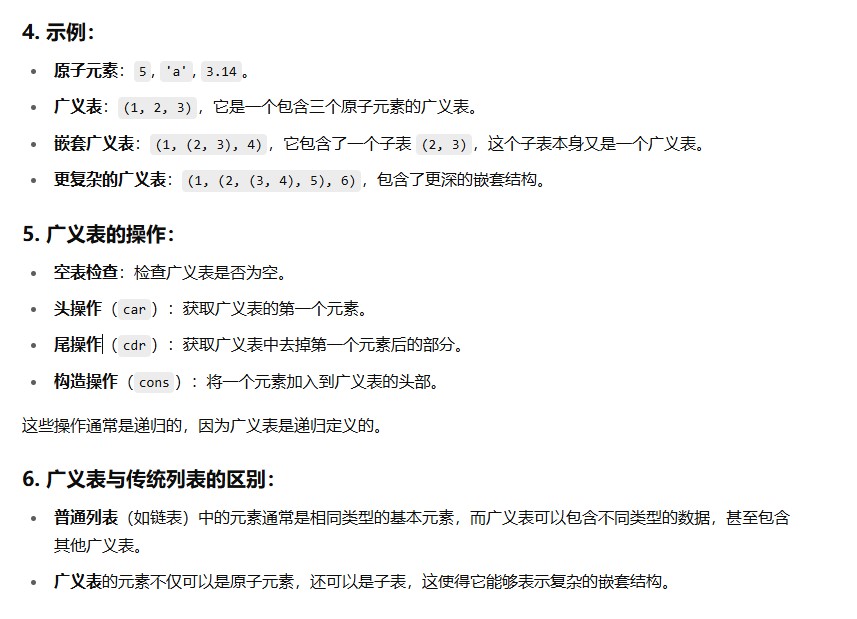 4. 示例：
• 原子元素：5，'a'，3.14。
• 广义表：(1, 2, 3)，它是一个包含三个原子元素的广义表。
• 嵌套广义表：(1, (2, 3), 4)，它包含了一个子表 (2, 3)，这个子表本身又是一个广义表。
• 更复杂的广义表：(1, (2, (3, 4), 5), 6)，包含了更深的嵌套结构。
5. 广义表的操作：
• 空表检查：检查广义表是否为空。
• 头操作（car）：获取广义表的第一个元素。
• 尾操作（cdr）：获取广义表中去掉第一个元素后的部分。
• 构造操作（cons）：将一个元素加入到广义表的头部。
这些操作通常是递归的，因为广义表是递归定义的。
6. 广义表与传统列表的区别：
• 普通列表（如链表）中的元素通常是相同类型的基本元素，而广义表可以包含不同类型的数据，甚至包含
其他广义表。
• 广义表的元素不仅可以是原子元素，还可以是子表，这使得它能够表示复杂的嵌套结构。